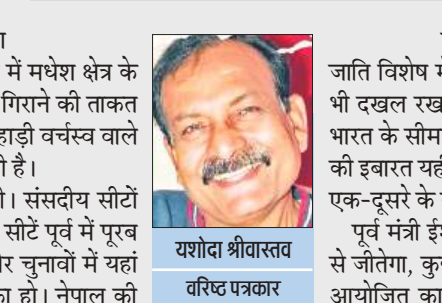 ा
में मधेश क्षेत्र के
गिराने की ताकत
हाड़ी वर्चस्व वाले
ी है।
ी। संसदीय सीटों
सीटें पूर्व में पूरब
र चुनावों में यहां
का हो। नेपाल की
यशोदा श्रीवास्तव
वरिष्ठ पत्रकार
जाति विशेष मे
भी दखल रख
भारत के सीम
की इबारत यह
एक-दूसरे के
पूर्व मंत्री ई
से जीतेगा, कु
आयोजित का